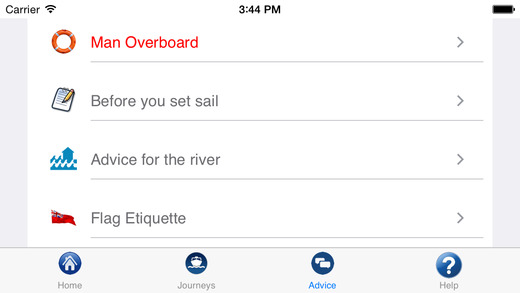 Carrier 3:44 PM
Man Overboard
Before you set sail
Advice for the river
Flag Etiquette
Home Journeys Advice Help